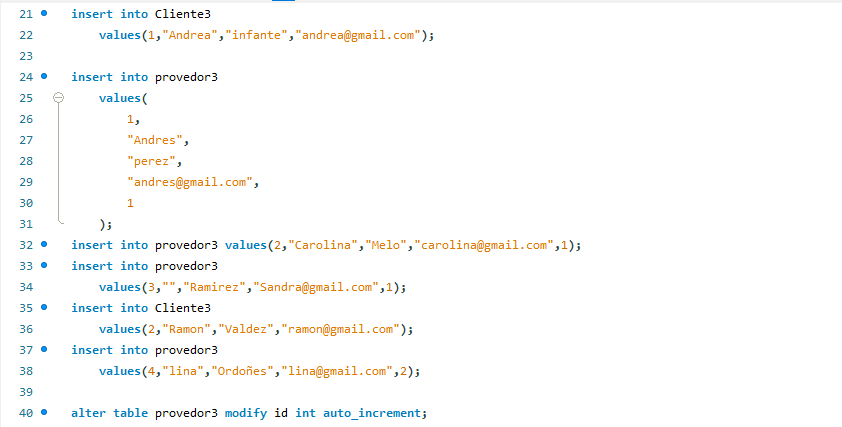 21 insert into Cliente3
22 values(1,"Andrea","infante","andrea@gmail.com");
23
24 insert into provedor3
25 values(
26 1,
27 "Andres",
28 "perez",
29 "andres@gmail.com",
30 1
31 );
32 insert into provedor3 values(2,"Carolina","Melo","carolina@gmail.com",1);
33 insert into provedor3
34 values(3,"","Ramirez","Sandra@gmail.com",1);
35 insert into Cliente3
36 values(2,"Ramon","Valdez","ramon@gmail.com");
37 insert into provedor3
38 values(4,"lina","Ordoñes","lina@gmail.com",2);
39
40 alter table provedor3 modify id int auto_increment;